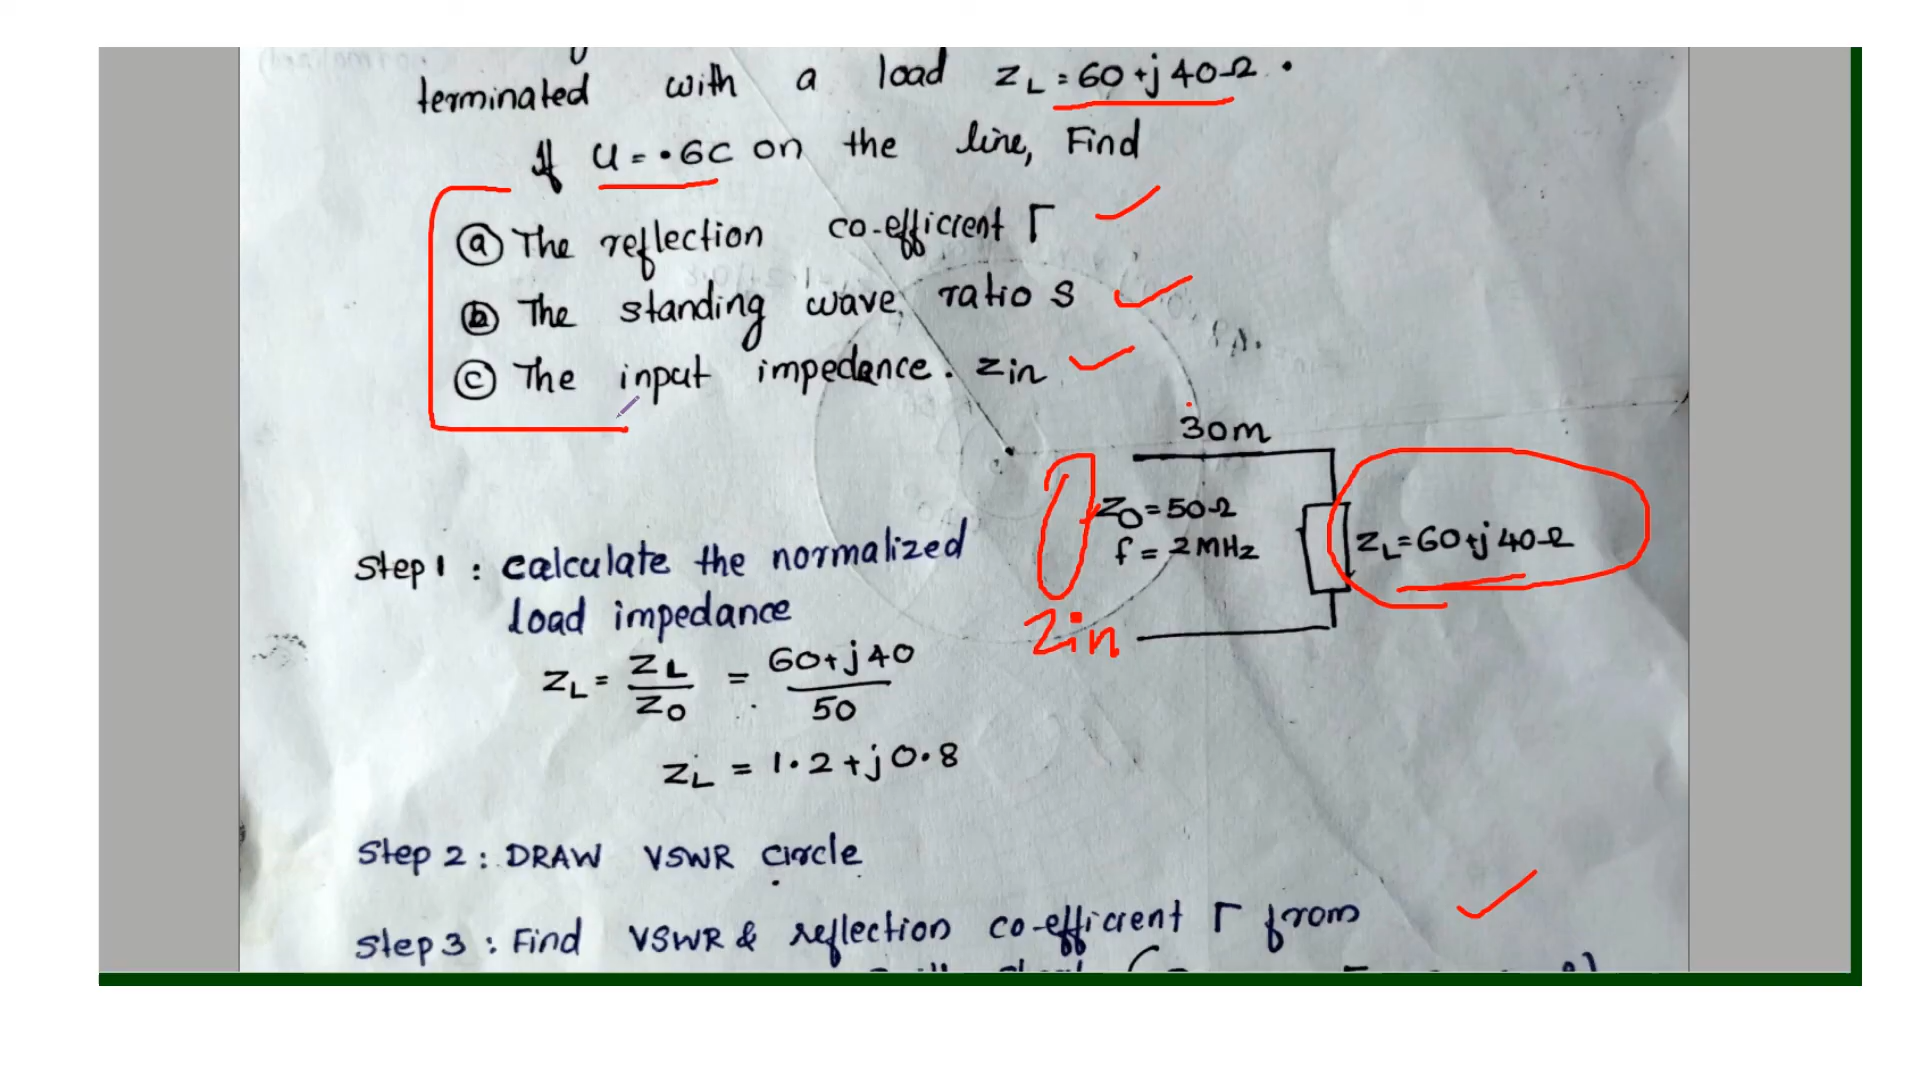 terminated with a load ZL = 60 + j 40 Ω .
If U = .6C on the line, Find
ⓐ The reflection co-efficient Γ
ⓑ The standing wave ratio S
ⓒ The input impedance. Zin
30m
Z0 = 50Ω
f = 2MHz
ZL = 60 + j 40 Ω
Zin
Step 1 : calculate the normalized
load impedance
ZL = ZL / Z0 = 60 + j 40 / 50
ZL = 1.2 + j 0.8
Step 2 : DRAW VSWR circle
Step 3 : Find VSWR & reflection co-efficient Γ from